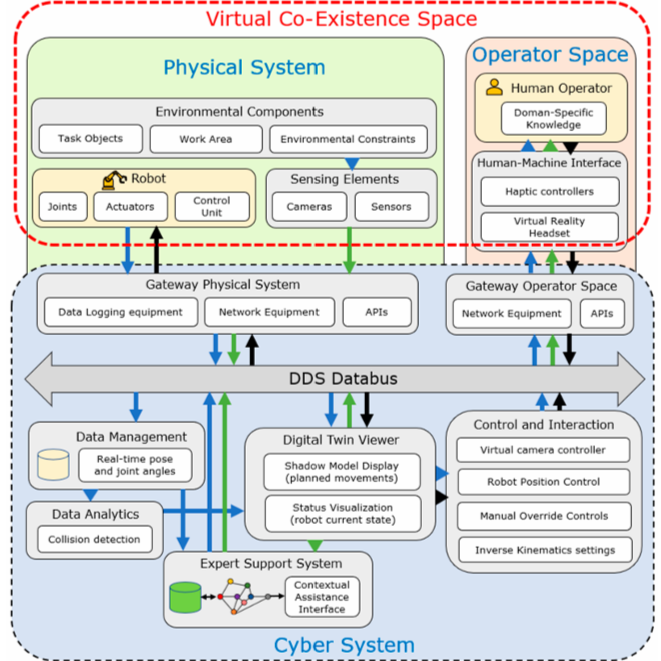 Virtual Co-Existence Space
Physical System
Operator Space
Environmental Components
Task Objects
Work Area
Environmental Constraints
Robot
Joints
Actuators
Control
Unit
Sensing Elements
Cameras
Sensors
Human Operator
Doman-Specific
Knowledge
Human-Machine Interface
Haptic controllers
Virtual Reality
Headset
Gateway Physical System
Data Logging equipment
Network Equipment
APIs
Gateway Operator Space
Network Equipment
APIs
DDS Databus
Data Management
Real-time pose
and joint angles
Data Analytics
Collision detection
Digital Twin Viewer
Shadow Model Display
(planned movements)
Status Visualization
(robot current state)
Control and Interaction
Virtual camera controller
Robot Position Control
Manual Override Controls
Inverse Kinematics settings
Expert Support System
Contextual
Assistance
Interface
Cyber System